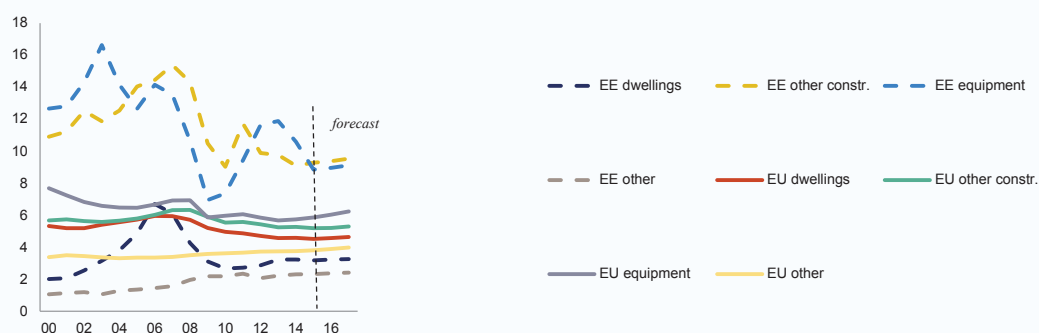 18
16
14
12
10
8
6
4
2
0
00 02 04 06 08 10 12 14 16
forecast
EE dwellings EE other constr. EE equipment
EE other EU dwellings EU other constr.
EU equipment EU other